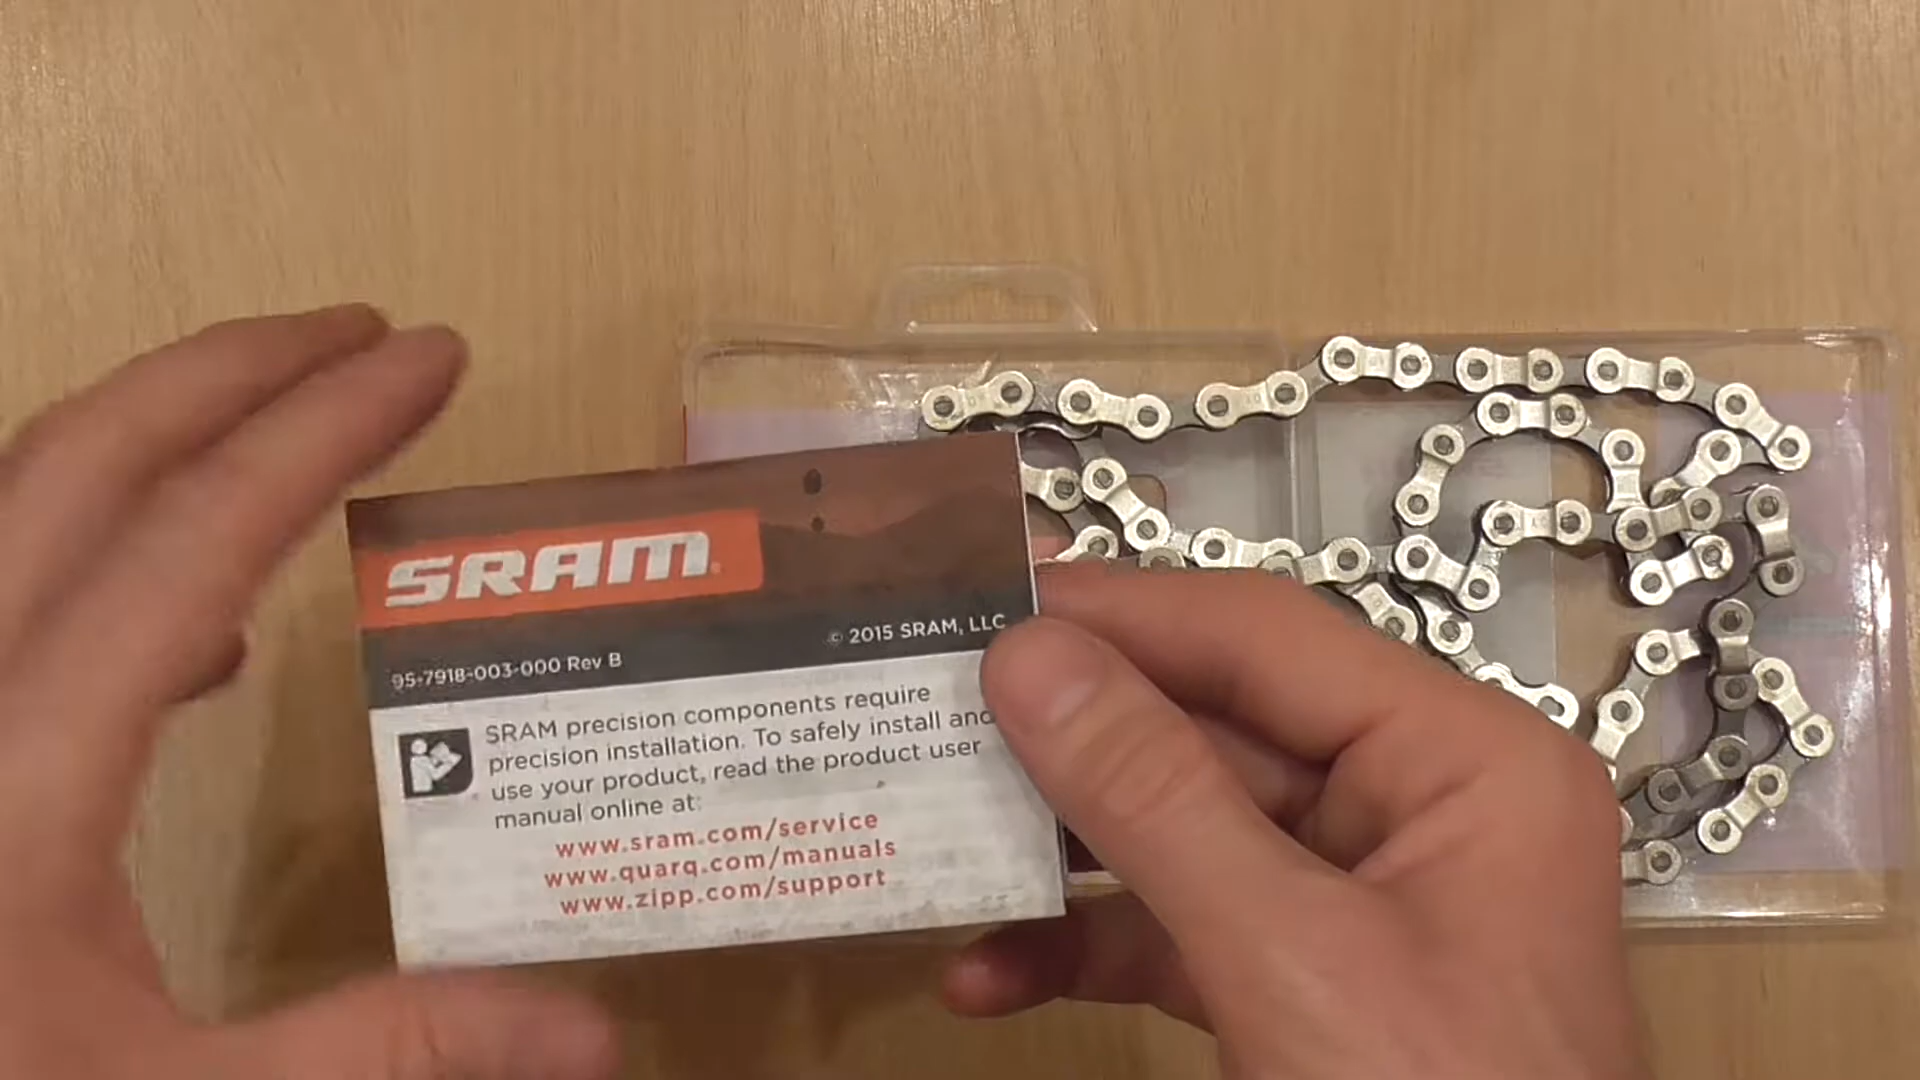 SRAM
95-7918-003-000 Rev B © 2015 SRAM, LLC
SRAM precision components require
precision installation. To safely install and
use your product, read the product user
manual online at:
www.sram.com/service
www.quarq.com/manuals
www.zipp.com/support